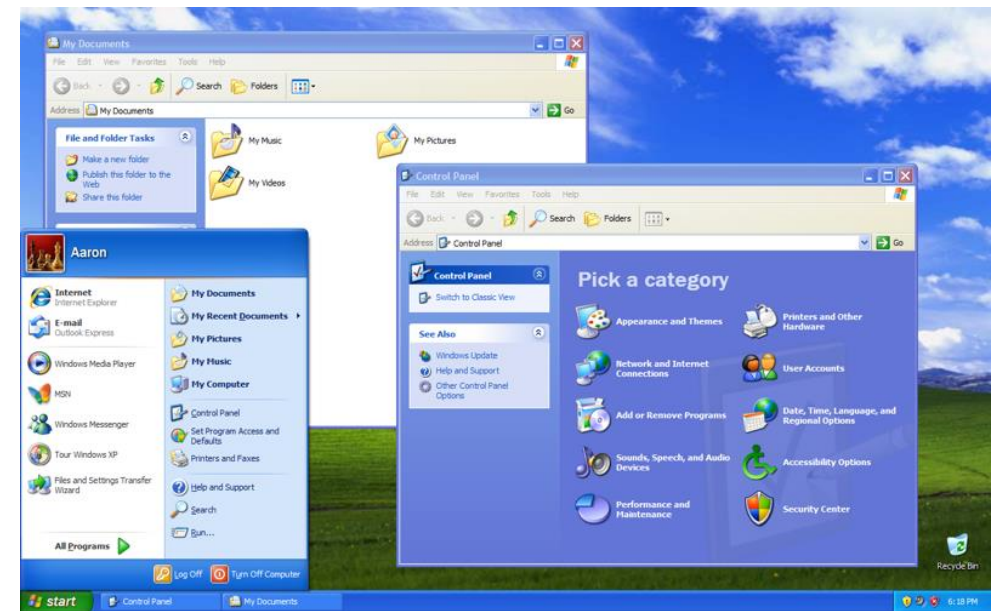 My Documents
File Edit View Favorites Tools Help
Back Search Folders
Address My Documents Go
File and Folder Tasks
Make a new folder
Publish this folder to the
Web
Share this folder
My Music
My Pictures
My Videos
Control Panel
File Edit View Favorites Tools Help
Back Search Folders
Address Control Panel Go
Control Panel
Switch to Classic View
See Also
Windows Update
Help and Support
Other Control Panel
Options
Pick a category
Appearance and Themes
Printers and Other
Hardware
Network and Internet
Connections
User Accounts
Add or Remove Programs
Date, Time, Language, and
Regional Options
Sounds, Speech, and Audio
Devices
Accessibility Options
Performance and
Maintenance
Security Center
Aaron
Internet
Internet Explorer
E-mail
Outlook Express
Windows Media Player
MSN
Windows Messenger
Tour Windows XP
Files and Settings Transfer
Wizard
All Programs
My Documents
My Recent Documents
My Pictures
My Music
My Computer
Control Panel
Set Program Access and
Defaults
Printers and Faxes
Help and Support
Search
Run...
Log Off Turn Off Computer
Recycle Bin
start Control Panel My Documents 6:18 PM